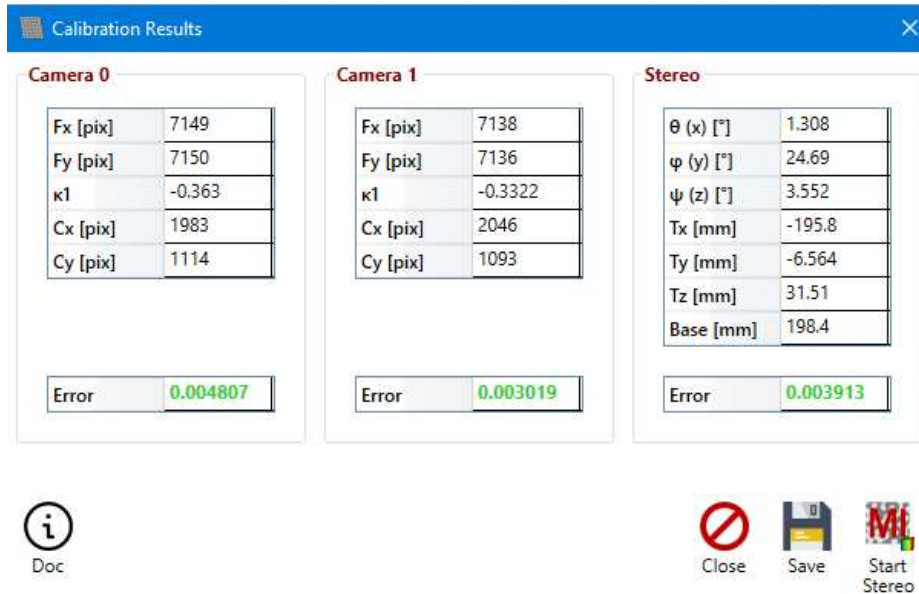 Calibration Results
Camera 0
Fx [pix] 7149
Fy [pix] 7150
κ1 -0.363
Cx [pix] 1983
Cy [pix] 1114
Error 0.004807
Camera 1
Fx [pix] 7138
Fy [pix] 7136
κ1 -0.3322
Cx [pix] 2046
Cy [pix] 1093
Error 0.003019
Stereo
θ (x) [°] 1.308
φ (y) [°] 24.69
ψ (z) [°] 3.552
Tx [mm] -195.8
Ty [mm] -6.564
Tz [mm] 31.51
Base [mm] 198.4
Error 0.003913
Doc
Close
Save
MI
Start
Stereo